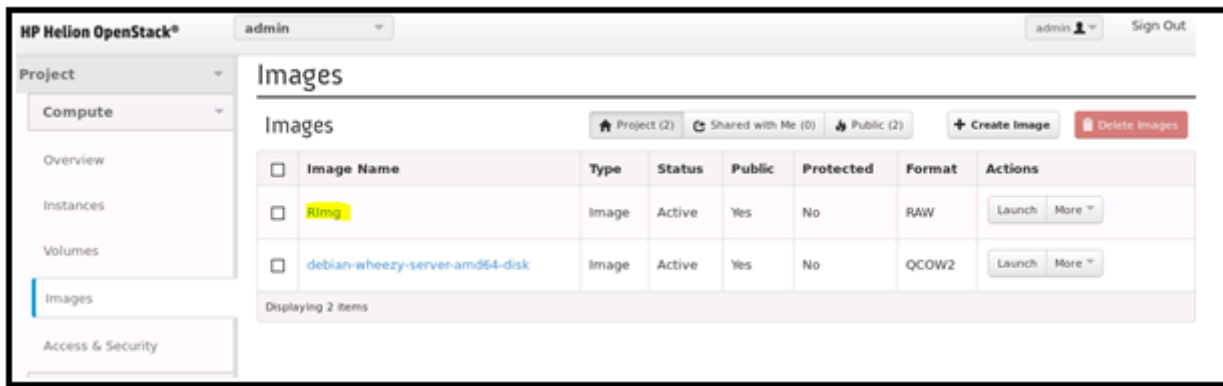 HP Helion OpenStack® admin admin Sign Out
Project
Compute
Overview
Instances
Volumes
Images
Access & Security
Images
Images Project (2) Shared with Me (0) Public (2) + Create Image Delete Images
Image Name Type Status Public Protected Format Actions
RImg Image Active Yes No RAW Launch More
debian-wheezy-server-amd64-disk Image Active Yes No QCOW2 Launch More
Displaying 2 items